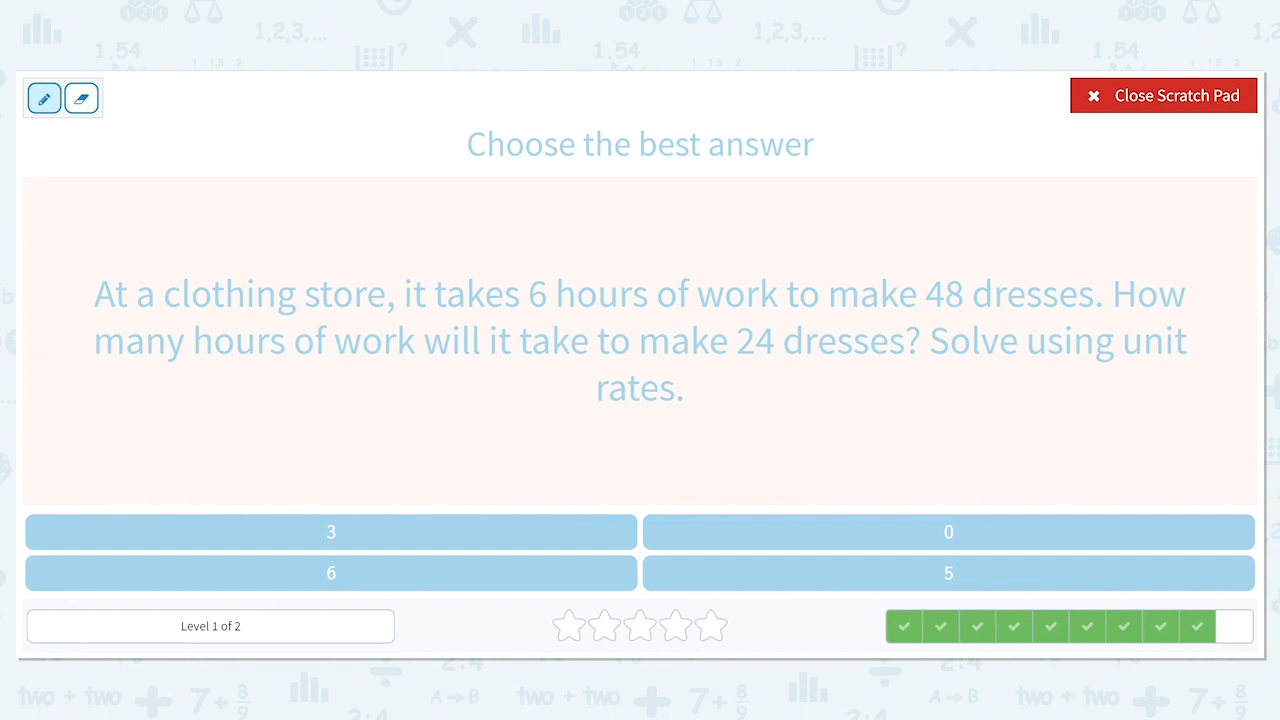 Close Scratch Pad
Choose the best answer
At a clothing store, it takes 6 hours of work to make 48 dresses. How
many hours of work will it take to make 24 dresses? Solve using unit
rates.
3
0
6
5
Level 1 of 2